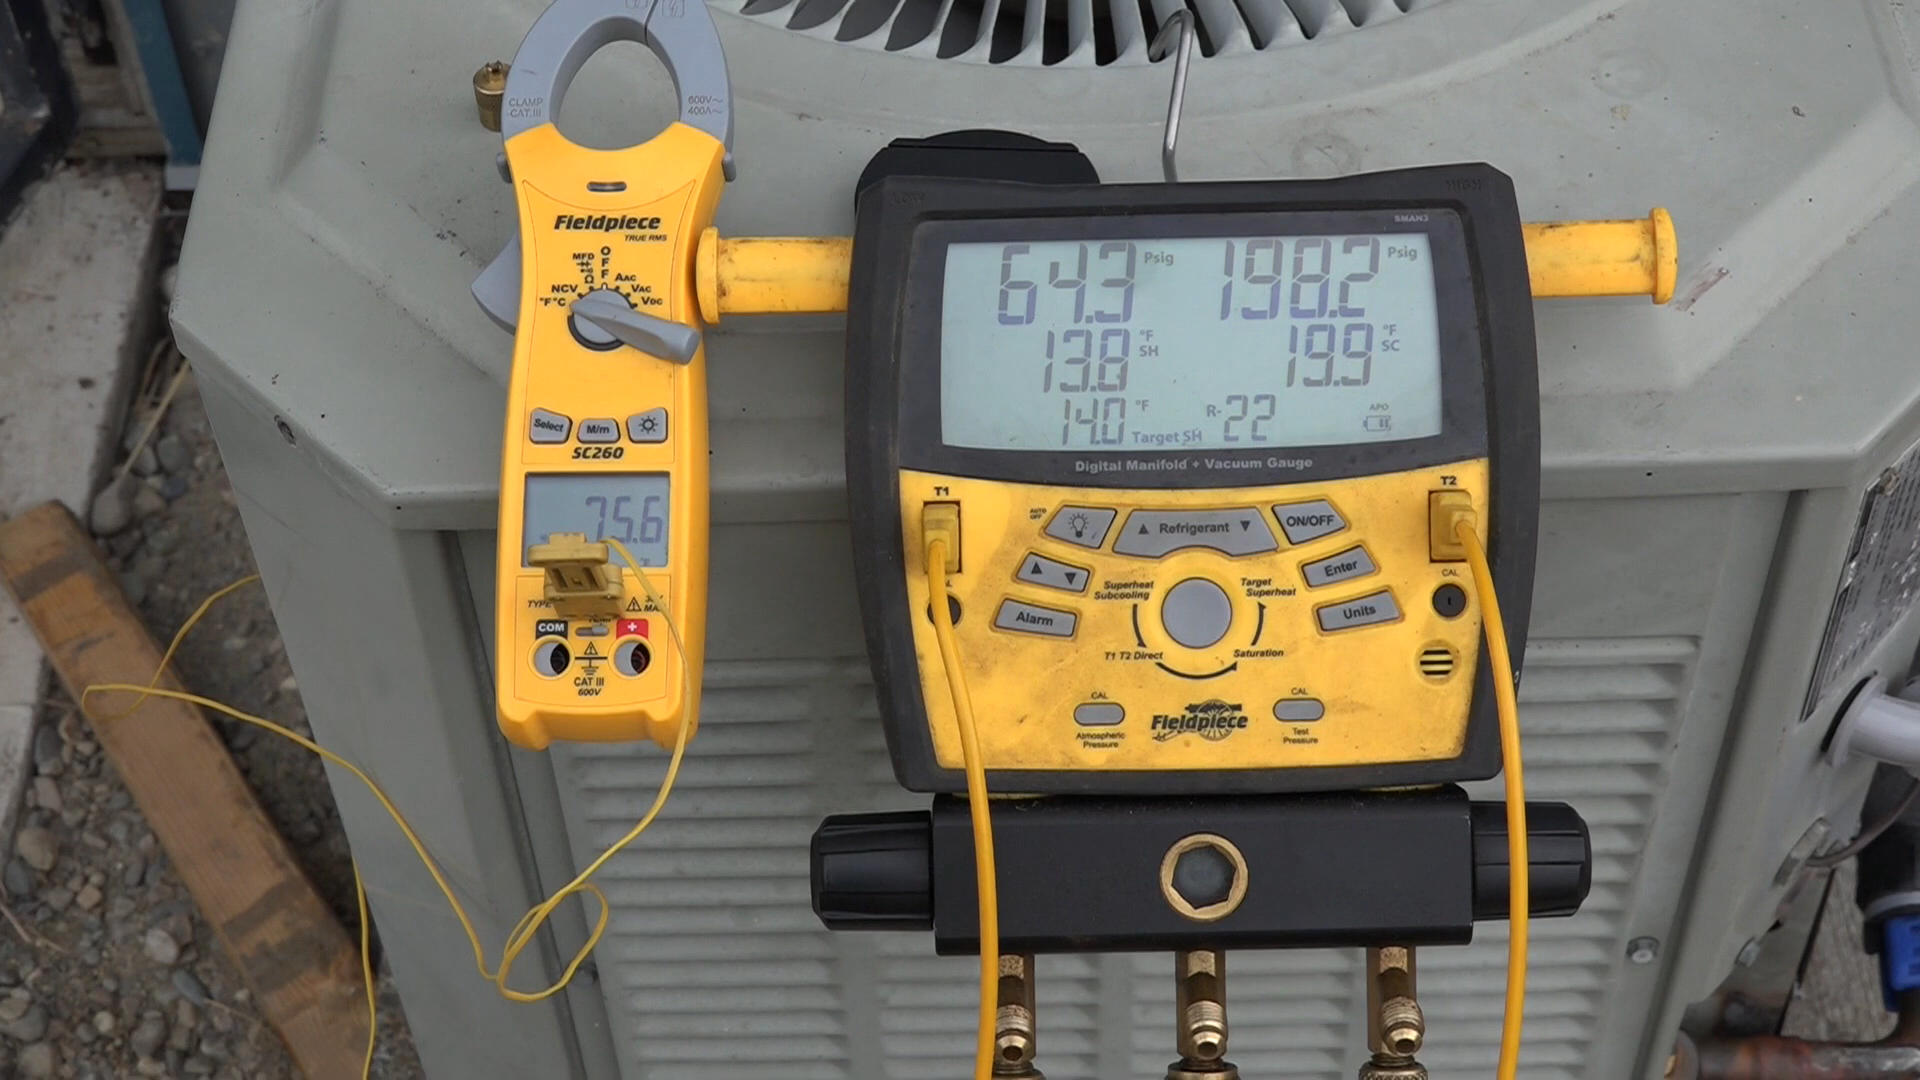 CLAMP
CAT.III
600V~
400A~
Fieldpiece
TRUE RMS
MFD
OFF
Ω
AAC
NCV
VAC
°F°C
VDC
Select
M/m
SC260
75.6
TYPE
COM
+
CAT III
600V
SMAN3
64.3 Psig
198.2 Psig
13.8 °F SH
19.9 °F SC
14.0 °F Target SH
R-22
APO
Digital Manifold + Vacuum Gauge
T1
T2
AUTO OFF
▲ Refrigerant ▼
ON/OFF
▲ ▼
Enter
Alarm
Units
Superheat
Subcooling
Target
Superheat
T1 T2 Direct
Saturation
CAL
CAL
Atmospheric
Pressure
Fieldpiece
CAL
Test
Pressure